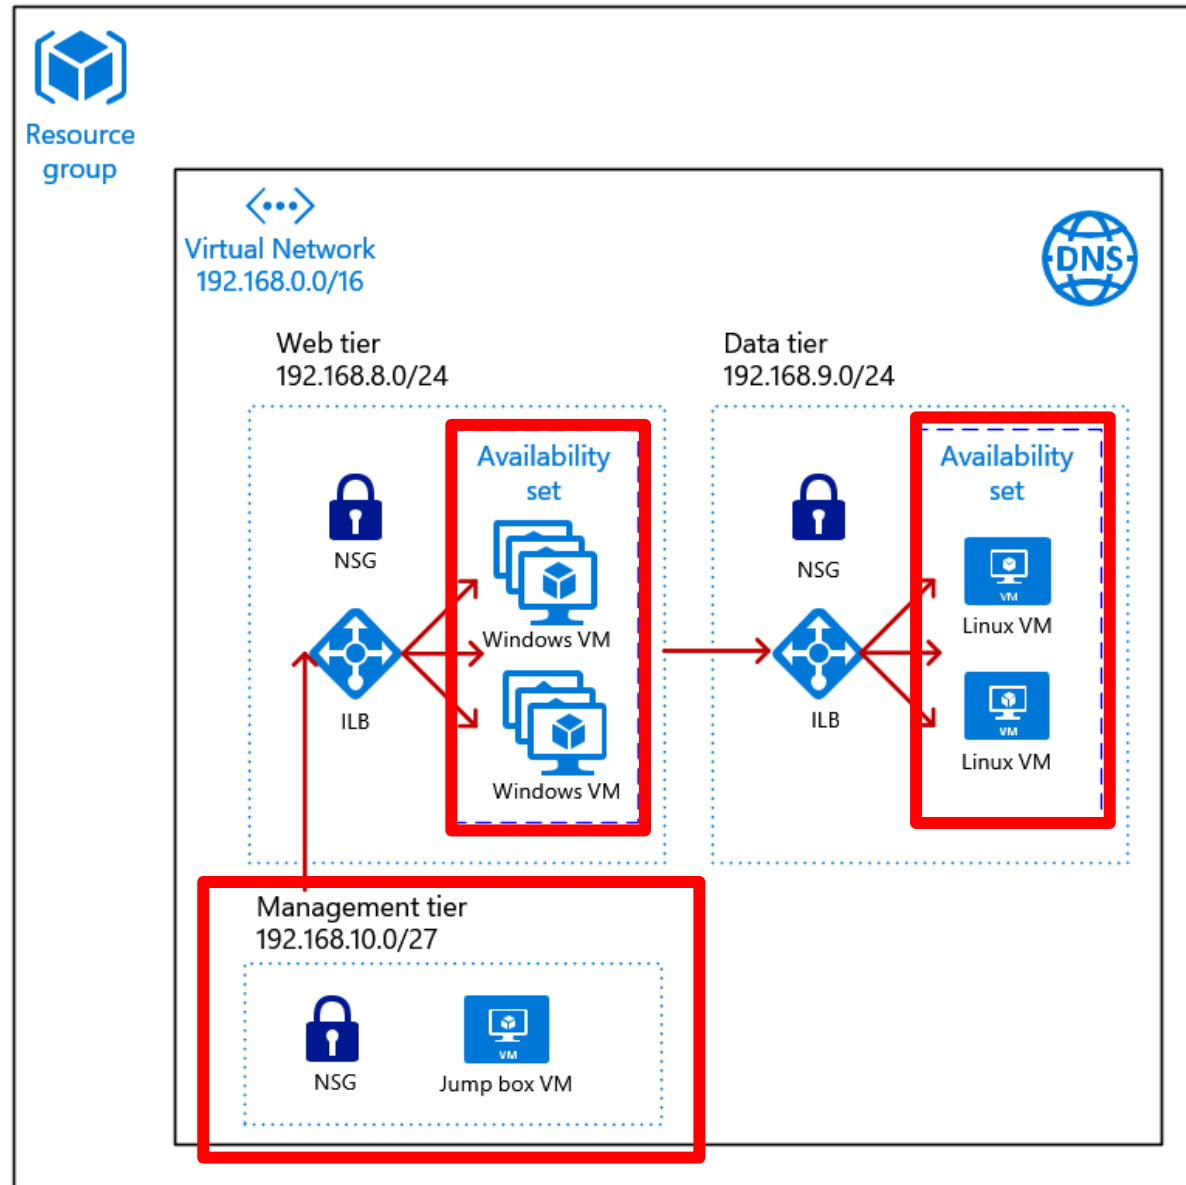 Resource
group
Virtual Network
192.168.0.0/16
DNS
Web tier
192.168.8.0/24
Data tier
192.168.9.0/24
Availability
set
NSG
Windows VM
ILB
Windows VM
Availability
set
NSG
VM
Linux VM
ILB
VM
Linux VM
Management tier
192.168.10.0/27
NSG
VM
Jump box VM